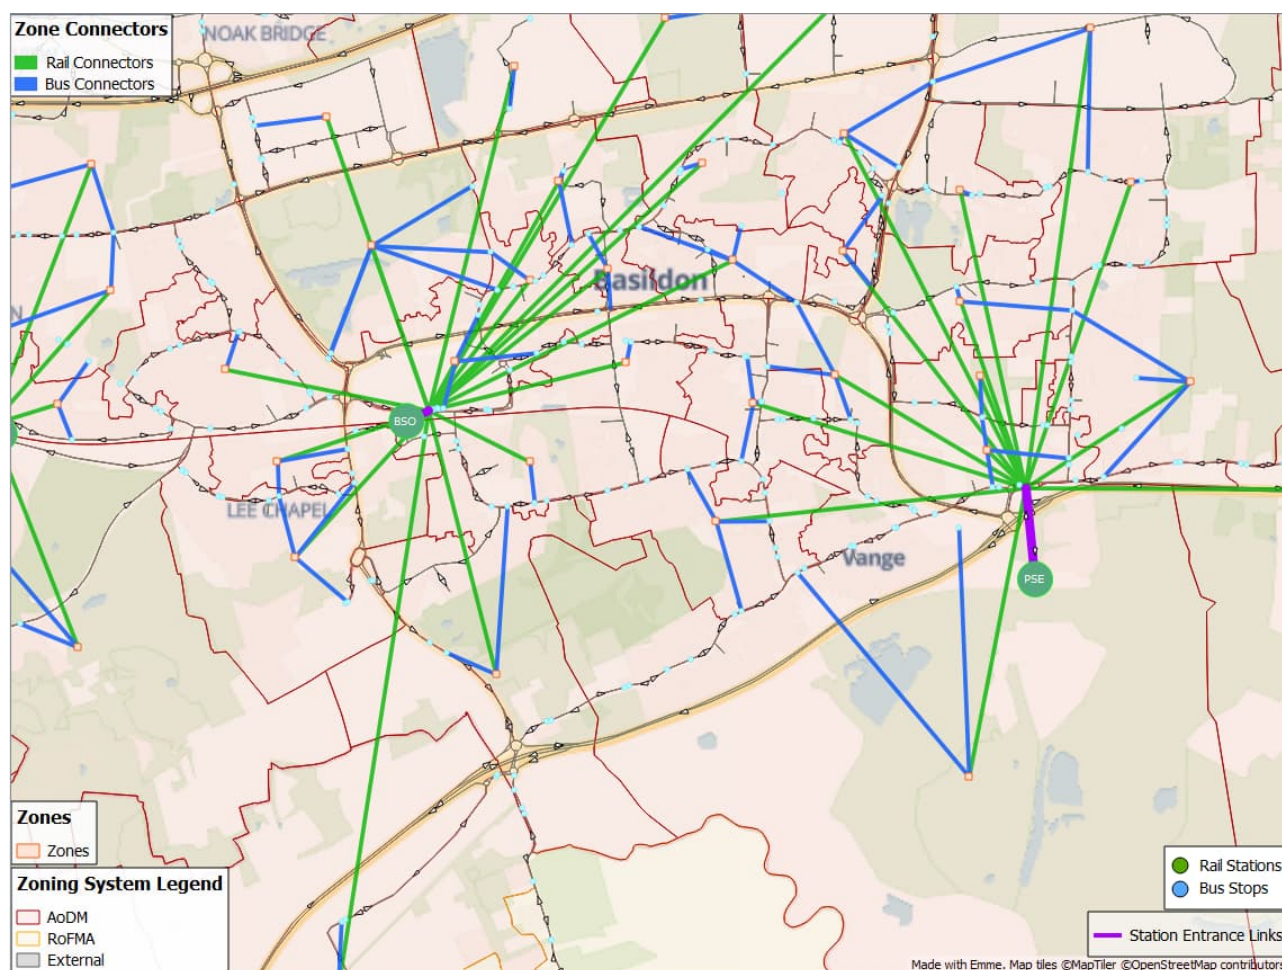 Zone Connectors
Rail Connectors
Bus Connectors
NOAK BRIDGE
Basildon
N
BSO
LEE CHAPEL
Vange
PSE
Zones
Zones
Zoning System Legend
AoDM
RoFMA
External
Rail Stations
Bus Stops
Station Entrance Links
Made with Emme. Map tiles ©MapTiler ©OpenStreetMap contributors